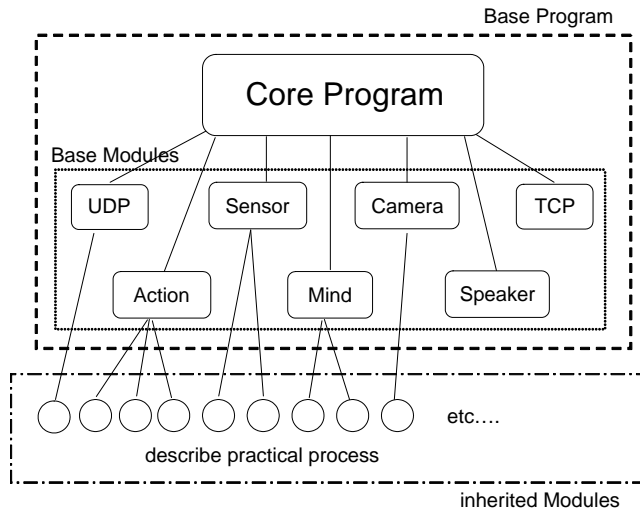 Base Program
Core Program
Base Modules
UDP
Sensor
Camera
TCP
Action
Mind
Speaker
etc....
describe practical process
inherited Modules